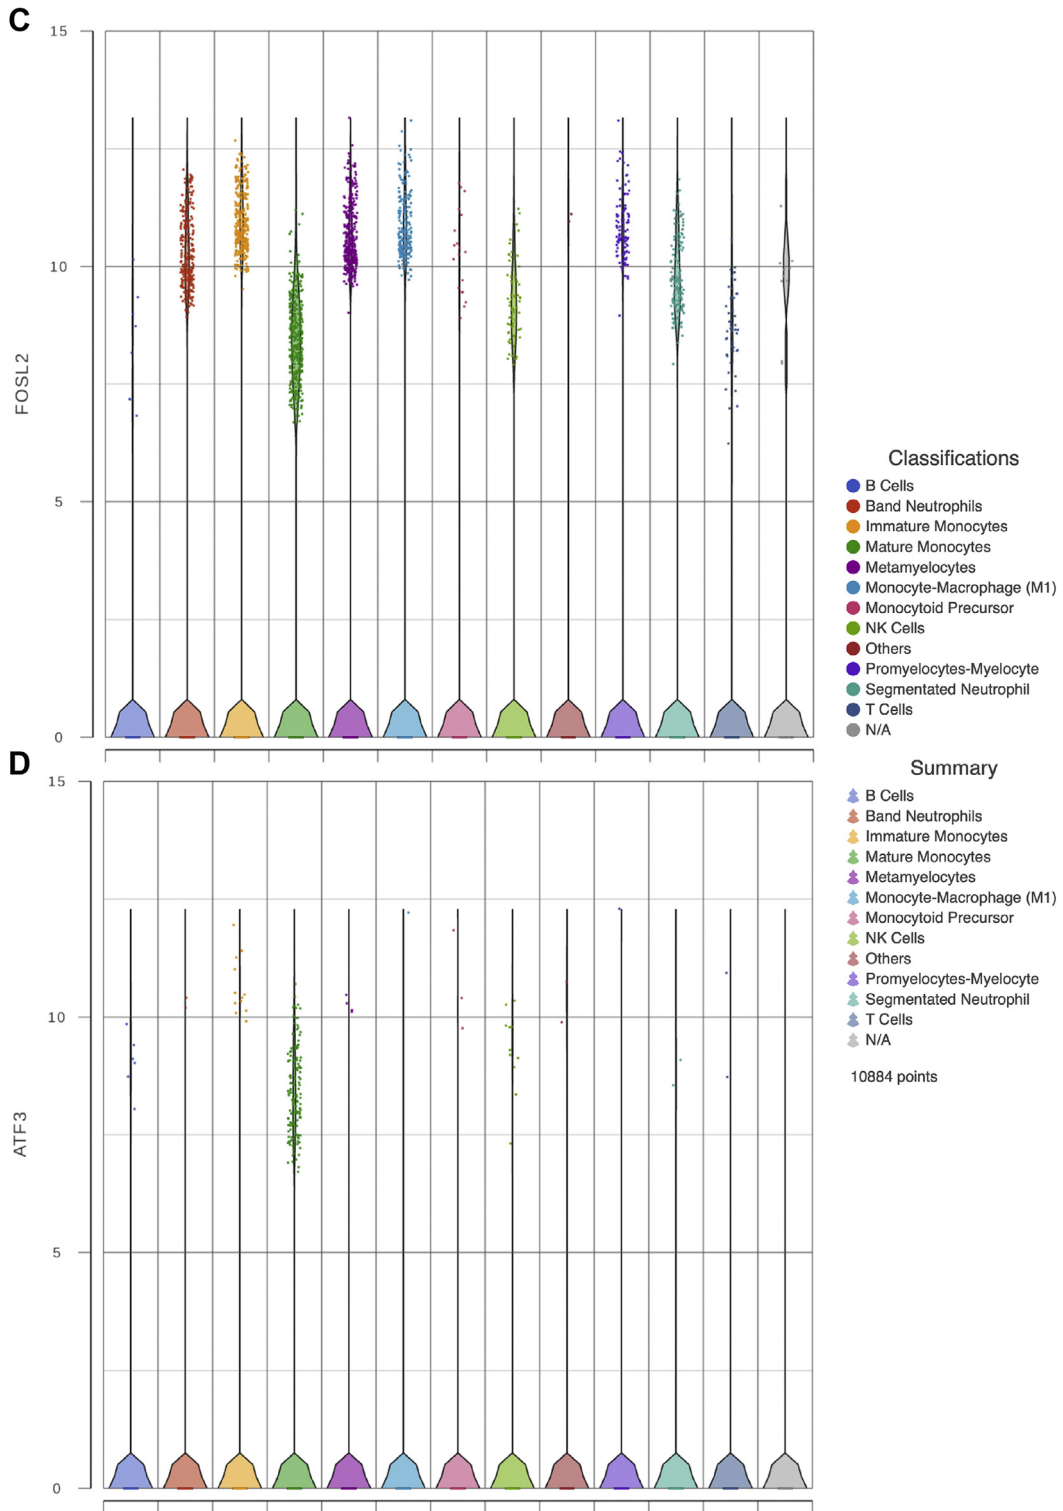 C
15
10
5
0
FOSL2
Classifications
B Cells
Band Neutrophils
Immature Monocytes
Mature Monocytes
Metamyelocytes
Monocyte-Macrophage (M1)
Monocytoid Precursor
NK Cells
Others
Promyelocytes-Myelocyte
Segmentated Neutrophil
T Cells
N/A
D
15
10
5
0
ATF3
Summary
B Cells
Band Neutrophils
Immature Monocytes
Mature Monocytes
Metamyelocytes
Monocyte-Macrophage (M1)
Monocytoid Precursor
NK Cells
Others
Promyelocytes-Myelocyte
Segmentated Neutrophil
T Cells
N/A
10884 points